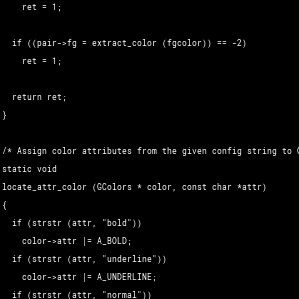 ret = 1;
if ((pair->fg = extract_color (fgcolor)) == -2)
ret = 1;
return ret;
}
/* Assign color attributes from the given config string to
static void
locate_attr_color (GColors * color, const char *attr)
{
if (strstr (attr, "bold"))
color->attr |= A_BOLD;
if (strstr (attr, "underline"))
color->attr |= A_UNDERLINE;
if (strstr (attr, "normal"))